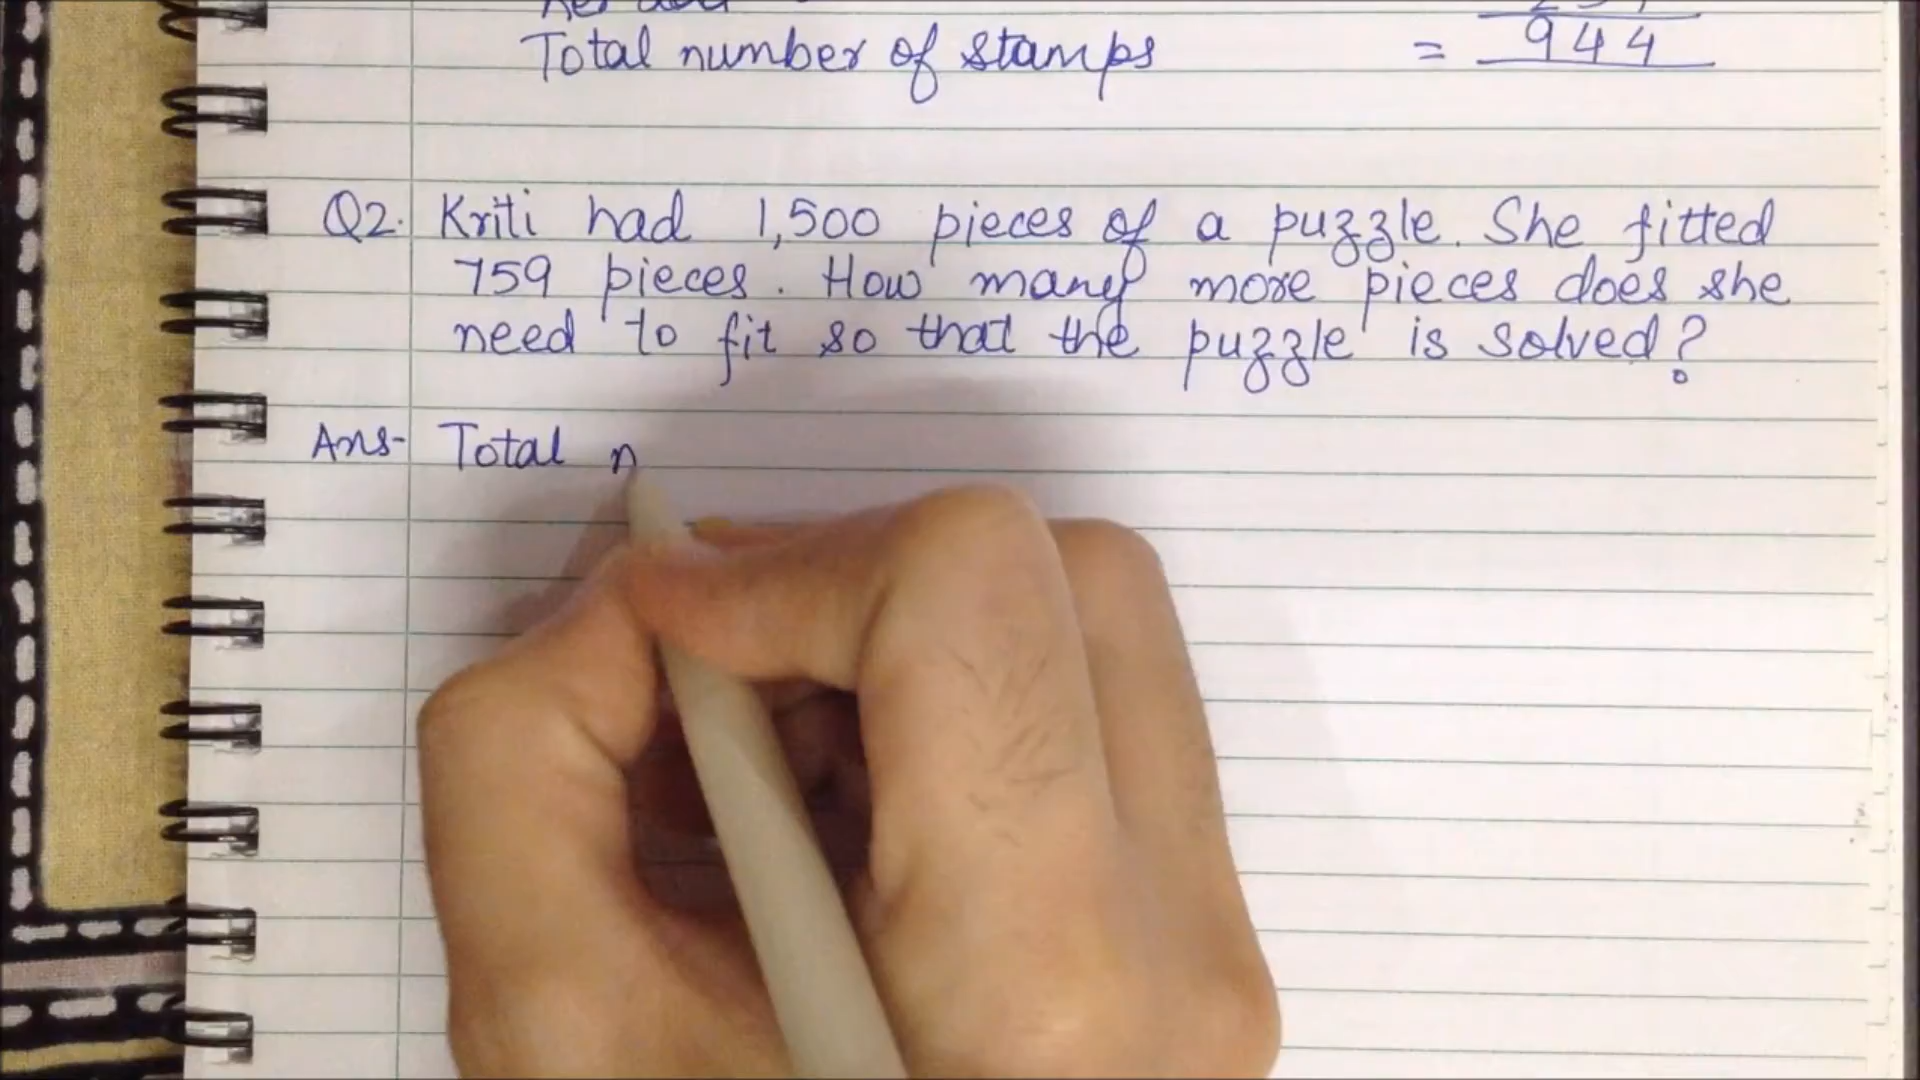 Total number of stamps = 944
Q2. Kriti had 1,500 pieces of a puzzle. She fitted
759 pieces. How many more pieces does she
need to fit so that the puzzle is solved?
Ans- Total n